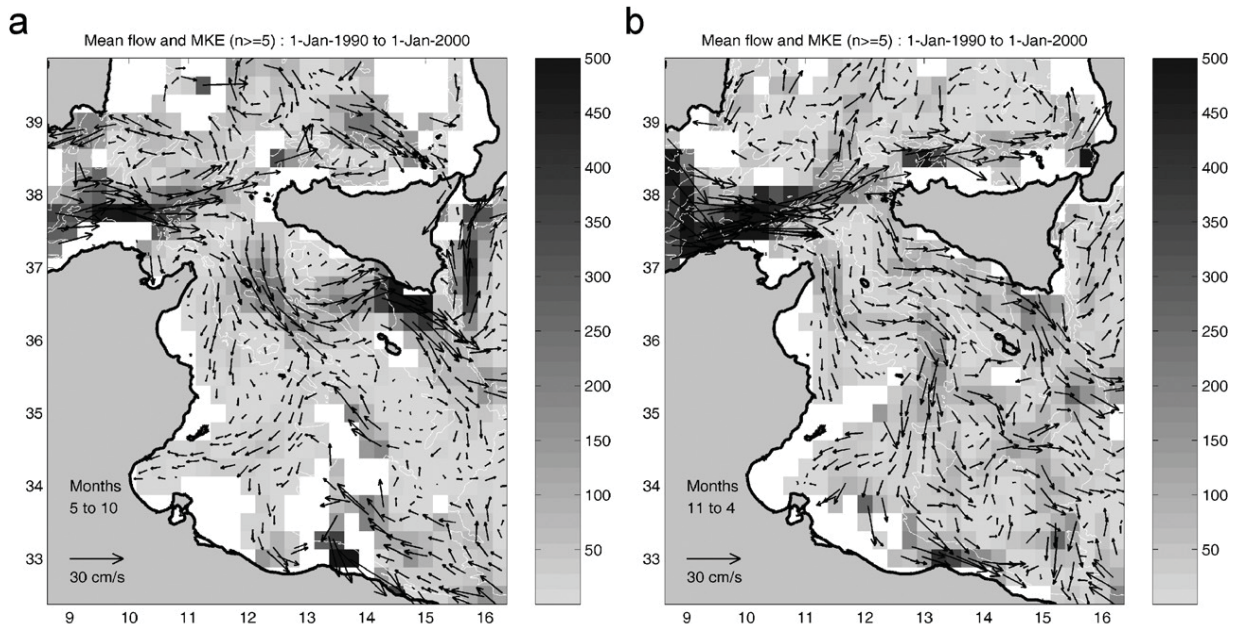 a
Mean flow and MKE (n>=5) : 1-Jan-1990 to 1-Jan-2000
39
38
37
36
35
34
33
Months
5 to 10
30 cm/s
9 10 11 12 13 14 15 16
500
450
400
350
300
250
200
150
100
50
b
Mean flow and MKE (n>=5) : 1-Jan-1990 to 1-Jan-2000
39
38
37
36
35
34
33
Months
11 to 4
30 cm/s
9 10 11 12 13 14 15 16
500
450
400
350
300
250
200
150
100
50